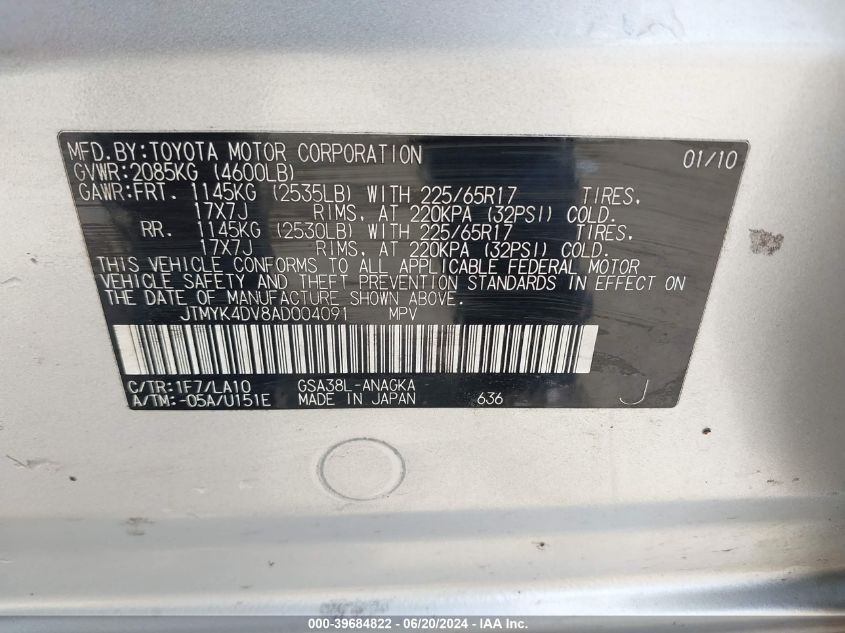 MFD.BY:TOYOTA MOTOR CORPORATION 01/10
GVWR:2085KG (4600LB)
GAWR:FRT. 1145KG (2535LB) WITH 225/65R17 TIRES,
17X7J RIMS, AT 220KPA (32PSI) COLD.
RR. 1145KG (2530LB) WITH 225/65R17 TIRES,
17X7J RIMS, AT 220KPA (32PSI) COLD.
THIS VEHICLE CONFORMS TO ALL APPLICABLE FEDERAL MOTOR
VEHICLE SAFETY AND THEFT PREVENTION STANDARDS IN EFFECT ON
THE DATE OF MANUFACTURE SHOWN ABOVE.
JTMYK4DV8AD004091 MPV
C/TR:1F7/LA10 GSA38L-ANAGKA
A/TM:-05A/U151E MADE IN JAPAN 636 J
000-39684822 - 06/20/2024 - IAA Inc.